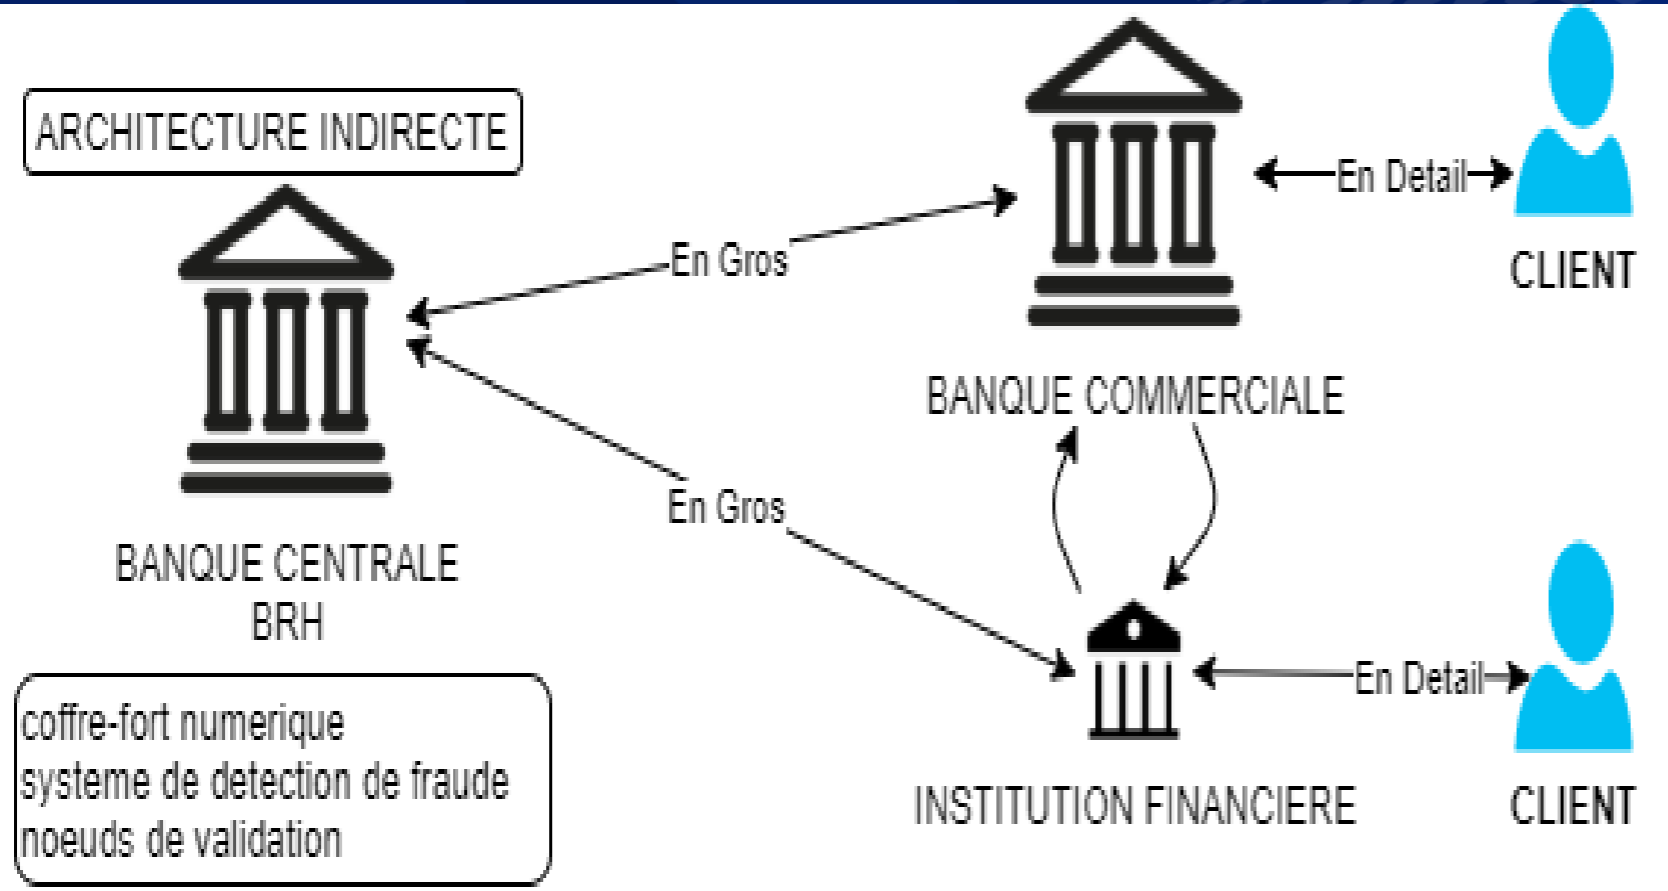 ARCHITECTURE INDIRECTE
En Detail
CLIENT
En Gros
BANQUE COMMERCIALE
En Gros
BANQUE CENTRALE
BRH
En Detail
INSTITUTION FINANCIERE
CLIENT
coffre-fort numerique
systeme de detection de fraude
noeuds de validation